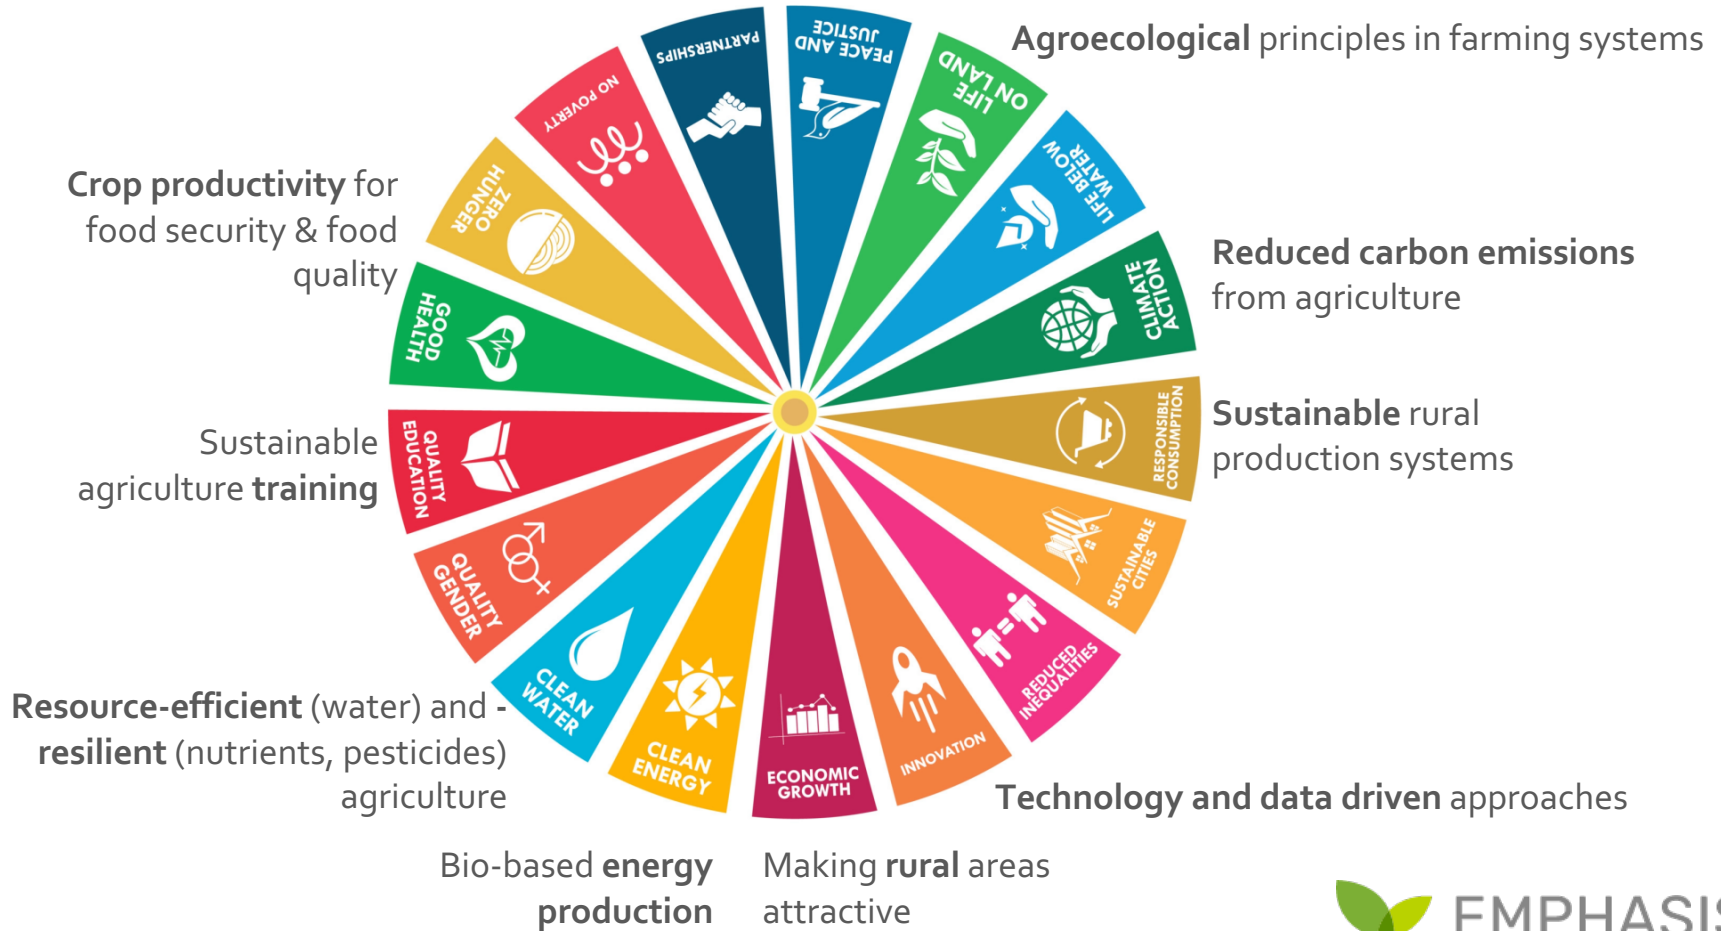 Agroecological principles in farming systems
PARTNERSHIPS
PEACE AND
JUSTICE
LIFE
ON LAND
NO POVERTY
LIFE BELOW
WATER
Crop productivity for
food security & food
quality
ZERO
HUNGER
Reduced carbon emissions
from agriculture
CLIMATE
ACTION
GOOD
HEALTH
RESPONSIBLE
CONSUMPTION
Sustainable rural
production systems
Sustainable
agriculture training
QUALITY
EDUCATION
SUSTAINABLE
CITIES
QUALITY
GENDER
REDUCED
INEQUALITIES
CLEAN
WATER
Resource-efficient (water) and -
resilient (nutrients, pesticides)
agriculture
CLEAN
ENERGY
ECONOMIC
GROWTH
INNOVATION
Technology and data driven approaches
Bio-based energy
production
Making rural areas
attractive
EMPHASIS